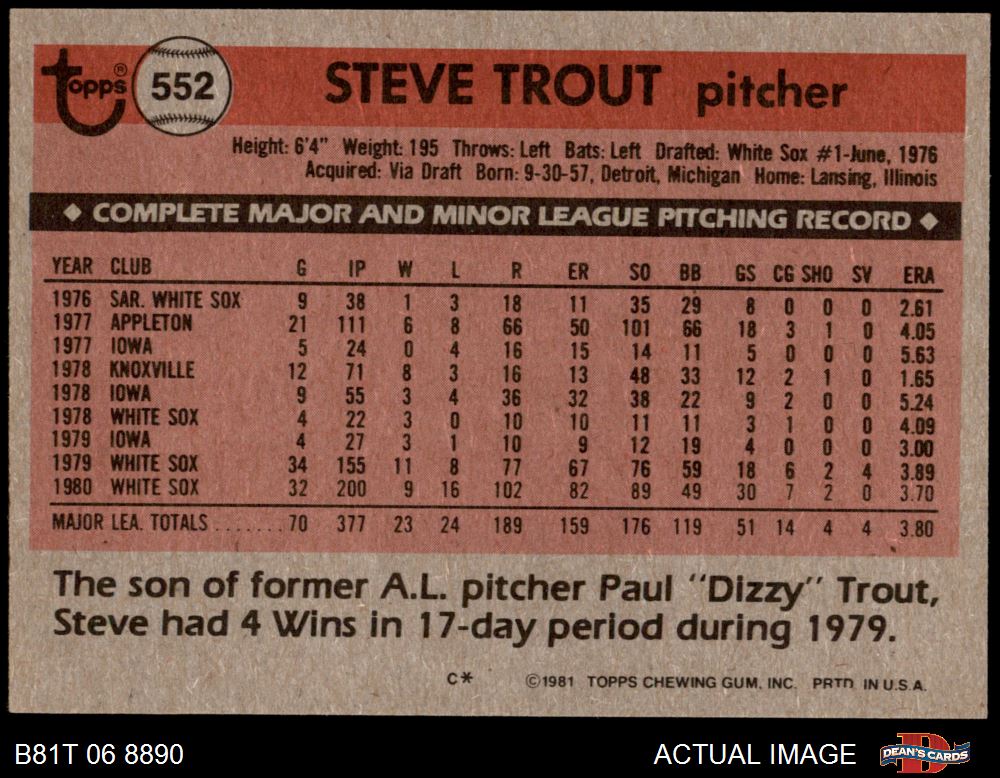 topps® 552 STEVE TROUT pitcher
Height: 6'4" Weight: 195 Throws: Left Bats: Left Drafted: White Sox #1-June, 1976
Acquired: Via Draft Born: 9-30-57, Detroit, Michigan Home: Lansing, Illinois
◆ COMPLETE MAJOR AND MINOR LEAGUE PITCHING RECORD ◆
YEAR CLUB G IP W L R ER SO BB GS CG SHO SV ERA
1976 SAR. WHITE SOX 9 38 1 3 18 11 35 29 8 0 0 0 2.61
1977 APPLETON 21 111 6 8 66 50 101 66 18 3 1 0 4.05
1977 IOWA 5 24 0 4 16 15 14 11 5 0 0 0 5.63
1978 KNOXVILLE 12 71 8 3 16 13 48 33 12 2 1 0 1.65
1978 IOWA 9 55 3 4 36 32 38 22 9 2 0 0 5.24
1978 WHITE SOX 4 22 3 0 10 10 11 11 3 1 0 0 4.09
1979 IOWA 4 27 3 1 10 9 12 19 4 0 0 0 3.00
1979 WHITE SOX 34 155 11 8 77 67 76 59 18 6 2 4 3.89
1980 WHITE SOX 32 200 9 16 102 82 89 49 30 7 2 0 3.70
MAJOR LEA. TOTALS ....... 70 377 23 24 189 159 176 119 51 14 4 4 3.80
The son of former A.L. pitcher Paul "Dizzy" Trout,
Steve had 4 Wins in 17-day period during 1979.
C* ©1981 TOPPS CHEWING GUM, INC. PRTD. IN U.S.A.
B81T 06 8890 ACTUAL IMAGE D DEAN'S CARDS